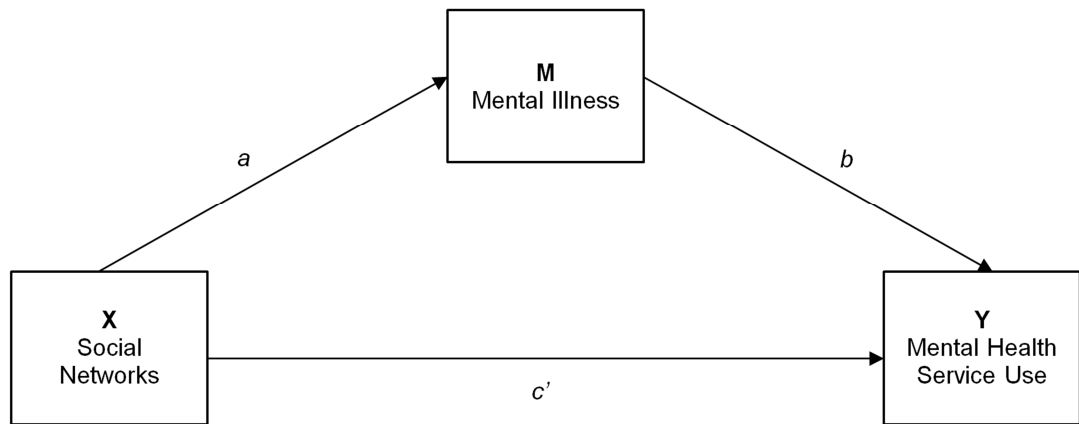 M
Mental Illness
a
b
X
Social
Networks
Y
Mental Health
Service Use
c’